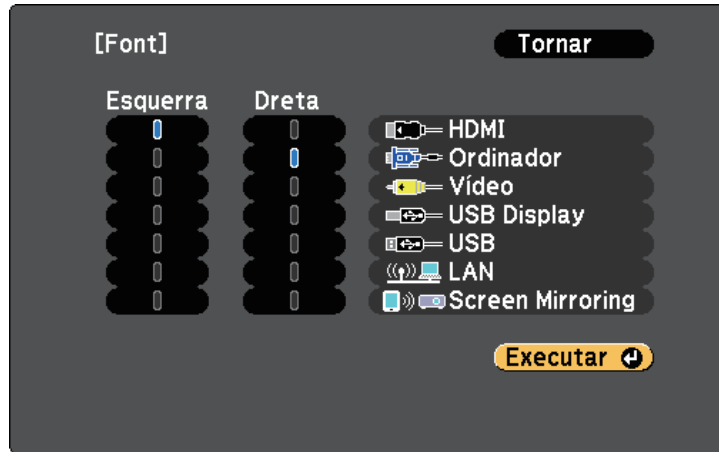 [Font] Tornar
Esquerra Dreta
HDMI
Ordinador
Vídeo
USB Display
USB
LAN
Screen Mirroring
Executar